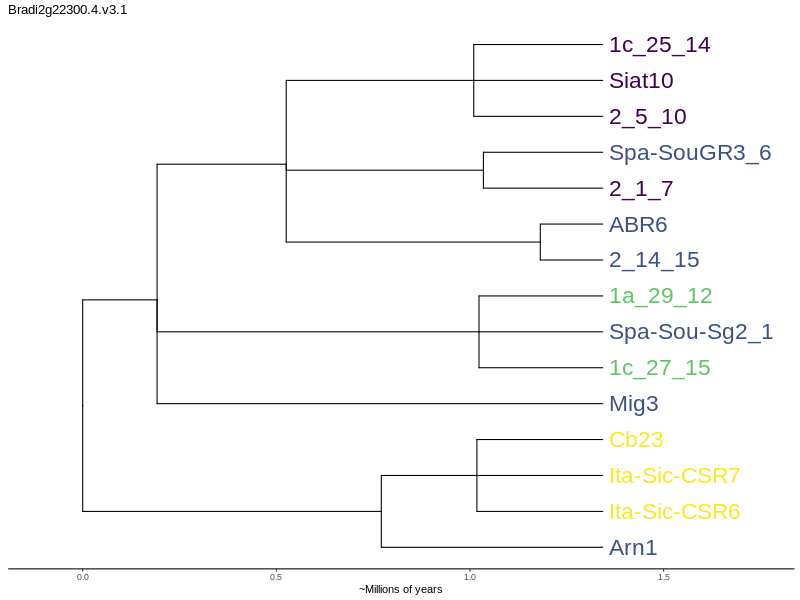 Bradi2g22300.4.v3.1
1c_25_14
Siat10
2_5_10
Spa-SouGR3_6
2_1_7
ABR6
2_14_15
1a_29_12
Spa-Sou-Sg2_1
1c_27_15
Mig3
Cb23
Ita-Sic-CSR7
Ita-Sic-CSR6
Arn1
0.0 0.5 1.0 1.5
~Millions of years